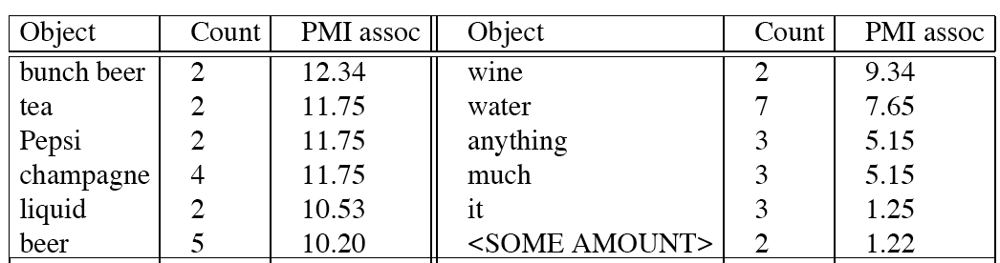 Object Count PMI assoc Object Count PMI assoc
bunch beer 2 12.34 wine 2 9.34
tea 2 11.75 water 7 7.65
Pepsi 2 11.75 anything 3 5.15
champagne 4 11.75 much 3 5.15
liquid 2 10.53 it 3 1.25
beer 5 10.20 <SOME AMOUNT> 2 1.22